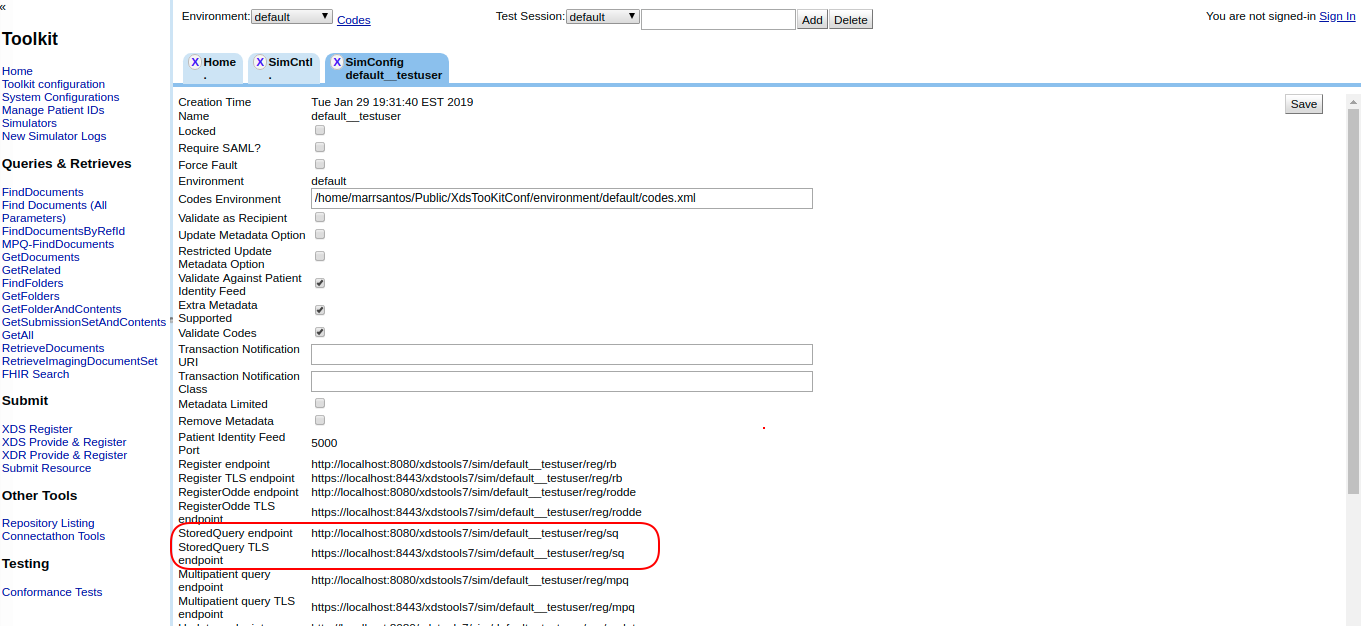 «
Environment: default Codes Test Session: default Add Delete You are not signed-in Sign In
Toolkit
Home
Toolkit configuration
System Configurations
Manage Patient IDs
Simulators
New Simulator Logs
Queries & Retrieves
FindDocuments
Find Documents (All
Parameters)
FindDocumentsByRefId
MPQ-FindDocuments
GetDocuments
GetRelated
FindFolders
GetFolders
GetFolderAndContents
GetSubmissionSetAndContents
GetAll
RetrieveDocuments
RetrieveImagingDocumentSet
FHIR Search
Submit
XDS Register
XDS Provide & Register
XDR Provide & Register
Submit Resource
Other Tools
Repository Listing
Connectathon Tools
Testing
Conformance Tests
X Home
.
X SimCntl
.
X SimConfig
default__testuser
Save
Creation Time Tue Jan 29 19:31:40 EST 2019
Name default__testuser
Locked
Require SAML?
Force Fault
Environment default
Codes Environment /home/marrsantos/Public/XdsTooKitConf/environment/default/codes.xml
Validate as Recipient
Update Metadata Option
Restricted Update
Metadata Option
Validate Against Patient
Identity Feed
Extra Metadata
Supported
Validate Codes
Transaction Notification
URI
Transaction Notification
Class
Metadata Limited
Remove Metadata
Patient Identity Feed
Port 5000
Register endpoint http://localhost:8080/xdstools7/sim/default__testuser/reg/rb
Register TLS endpoint https://localhost:8443/xdstools7/sim/default__testuser/reg/rb
RegisterOdde endpoint http://localhost:8080/xdstools7/sim/default__testuser/reg/rodde
RegisterOdde TLS
endpoint https://localhost:8443/xdstools7/sim/default__testuser/reg/rodde
StoredQuery endpoint http://localhost:8080/xdstools7/sim/default__testuser/reg/sq
StoredQuery TLS
endpoint https://localhost:8443/xdstools7/sim/default__testuser/reg/sq
Multipatient query
endpoint http://localhost:8080/xdstools7/sim/default__testuser/reg/mpq
Multipatient query TLS
endpoint https://localhost:8443/xdstools7/sim/default__testuser/reg/mpq